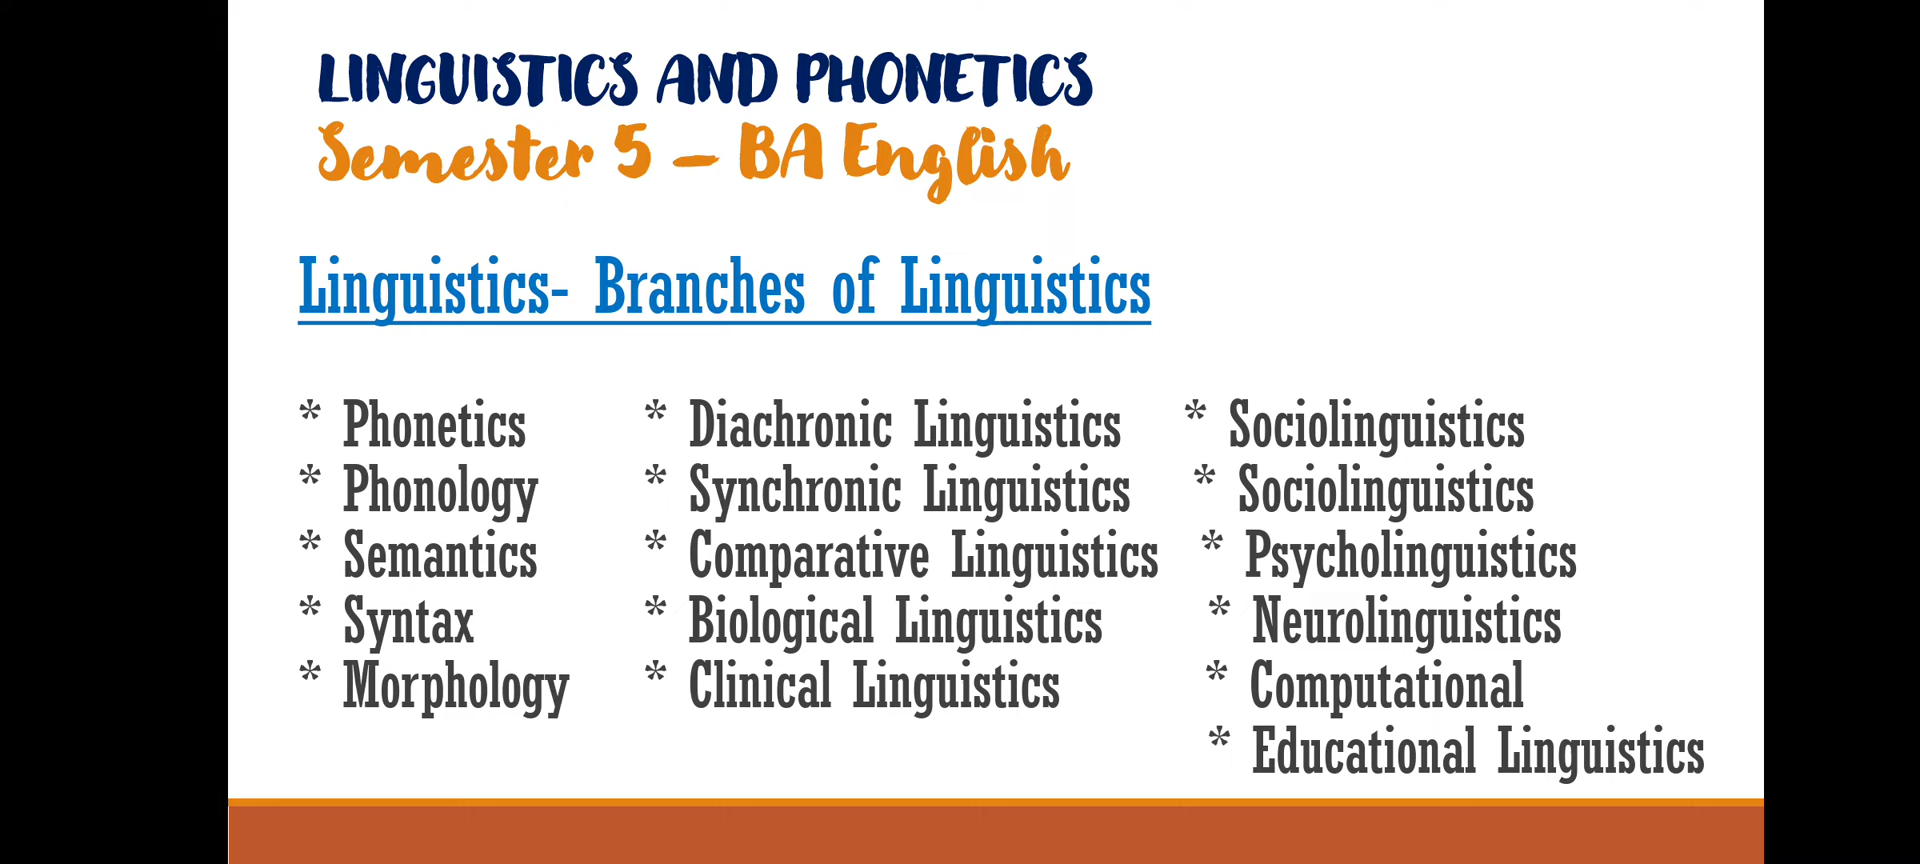 LINGUISTICS AND PHONETICS
Semester 5 – BA English
Linguistics- Branches of Linguistics
* Phonetics
* Phonology
* Semantics
* Syntax
* Morphology
* Diachronic Linguistics
* Synchronic Linguistics
* Comparative Linguistics
* Biological Linguistics
* Clinical Linguistics
* Sociolinguistics
* Sociolinguistics
* Psycholinguistics
* Neurolinguistics
* Computational
* Educational Linguistics